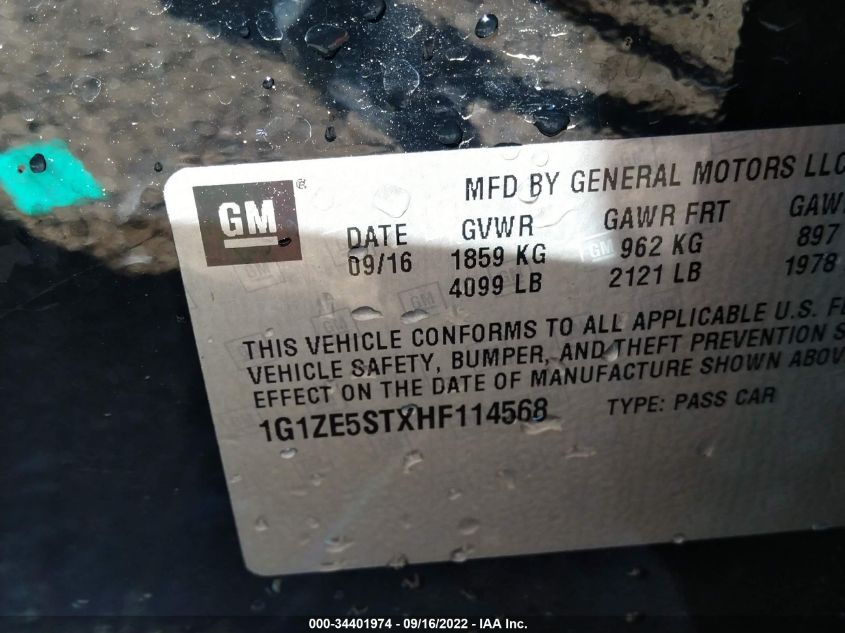 MFD BY GENERAL MOTORS LLC
GM®
DATE GVWR GAWR FRT
09/16 1859 KG 962 KG 897
4099 LB 2121 LB 1978
THIS VEHICLE CONFORMS TO ALL APPLICABLE U.S.
VEHICLE SAFETY, BUMPER, AND THEFT PREVENTION
EFFECT ON THE DATE OF MANUFACTURE SHOWN
1G1ZE5STXHF114568 TYPE: PASS CAR
000-34401974 - 09/16/2022 - IAA Inc.